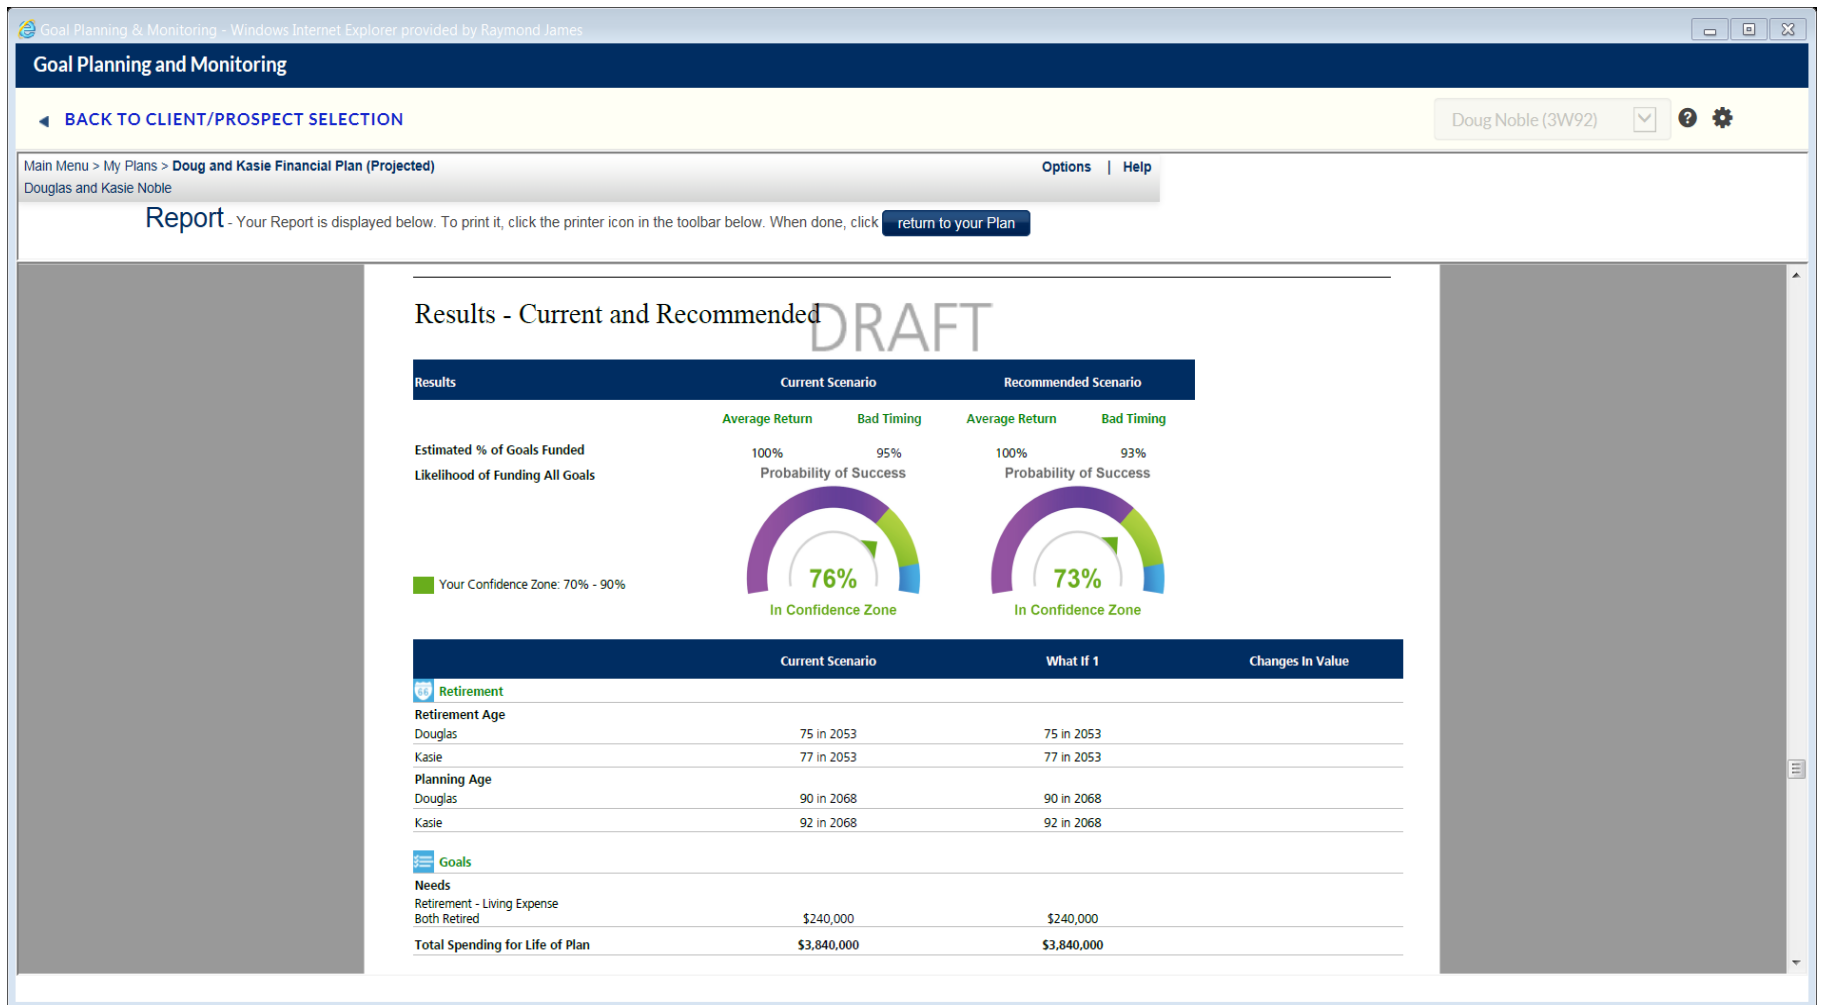 Goal Planning & Monitoring - Windows Internet Explorer provided by Raymond James
Goal Planning and Monitoring
BACK TO CLIENT/PROSPECT SELECTION
Doug Noble (3W92)
Main Menu > My Plans > Doug and Kasie Financial Plan (Projected)
Options | Help
Douglas and Kasie Noble
Report - Your Report is displayed below. To print it, click the printer icon in the toolbar below. When done, click return to your Plan
Results - Current and Recommended
DRAFT
Results Current Scenario Recommended Scenario
Average Return Bad Timing Average Return Bad Timing
Estimated % of Goals Funded 100% 95% 100% 93%
Likelihood of Funding All Goals Probability of Success Probability of Success
76% 73%
Your Confidence Zone: 70% - 90%
In Confidence Zone In Confidence Zone
Current Scenario What If 1 Changes In Value
66 Retirement
Retirement Age
Douglas 75 in 2053 75 in 2053
Kasie 77 in 2053 77 in 2053
Planning Age
Douglas 90 in 2068 90 in 2068
Kasie 92 in 2068 92 in 2068
Goals
Needs
Retirement - Living Expense
Both Retired $240,000 $240,000
Total Spending for Life of Plan $3,840,000 $3,840,000